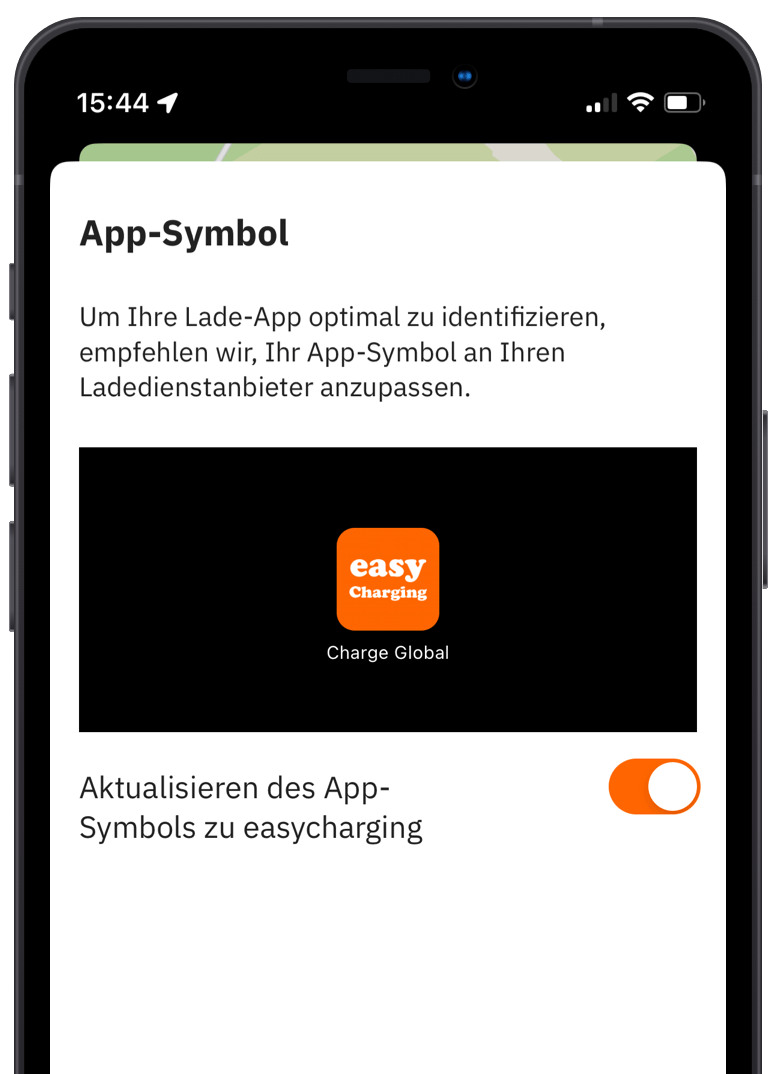 15:44
App-Symbol
Um Ihre Lade-App optimal zu identifizieren,
empfehlen wir, Ihr App-Symbol an Ihren
Ladedienstanbieter anzupassen.
easy
Charging
Charge Global
Aktualisieren des App-
Symbols zu easycharging